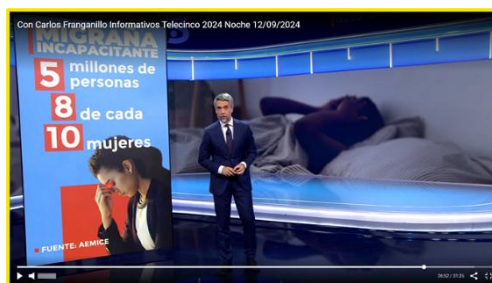 Con Carlos Franganillo Informativos Telecinco 2024 Noche 12/09/2024
MIGRAÑA
INCAPACITANTE
5 millones de
personas
8 de cada
10 mujeres
FUENTE: AEMICE